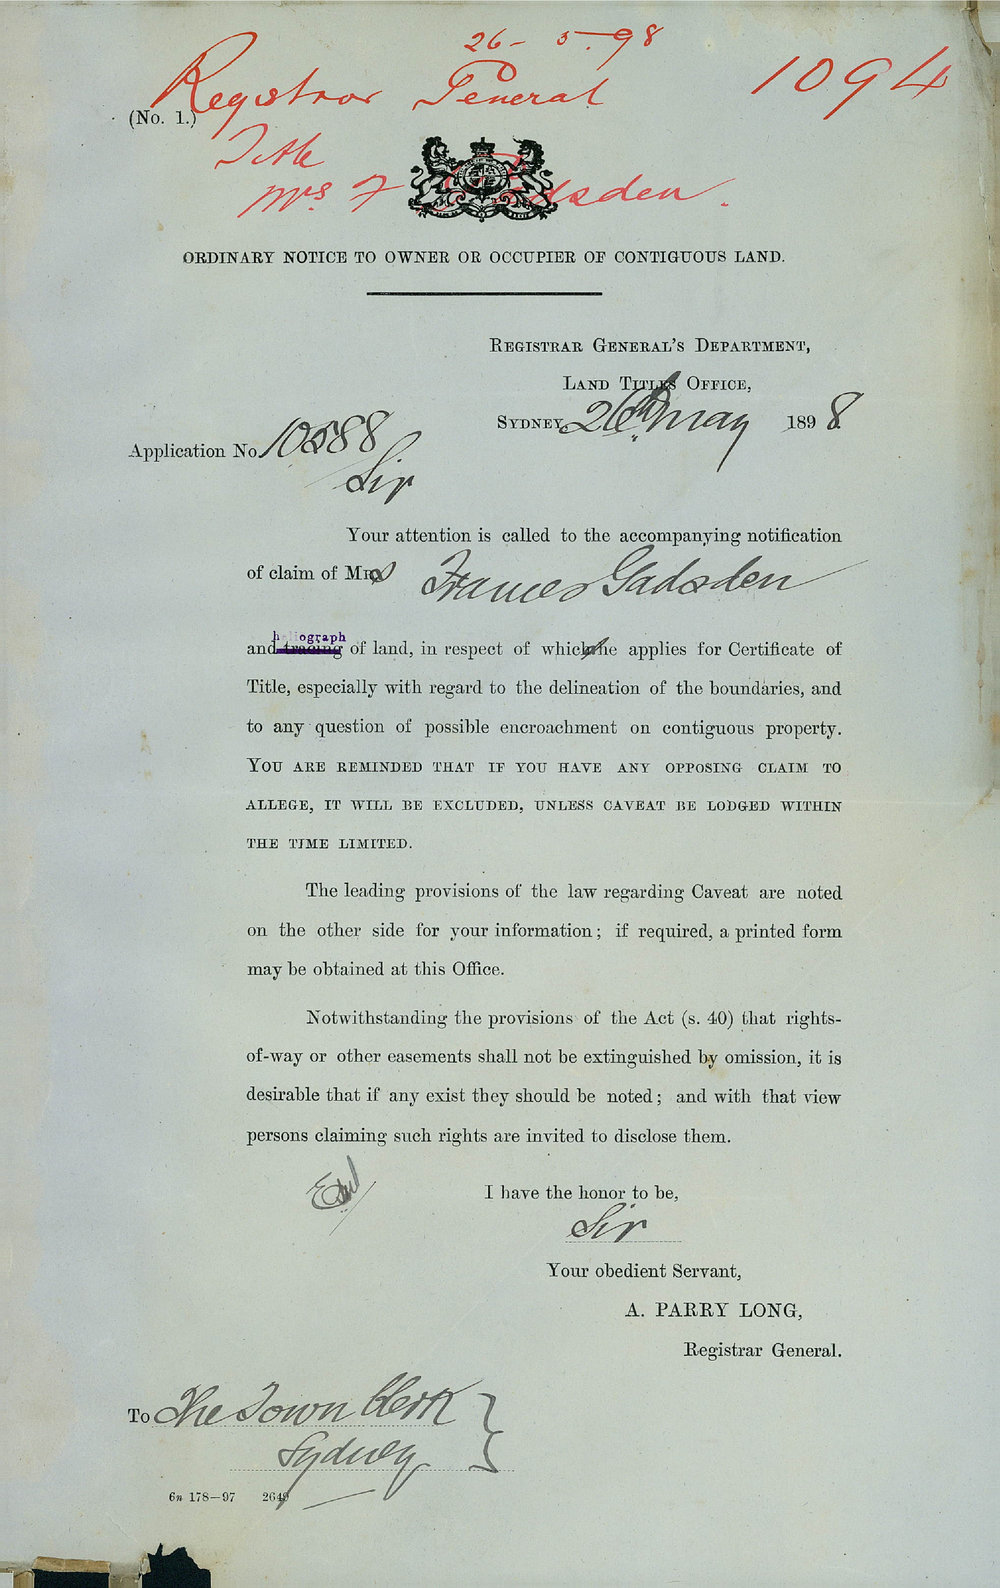 26-5-98
Registrar General 1094
(No. 1.)
Title
Mrs F Gadsden.
ORDINARY NOTICE TO OWNER OR OCCUPIER OF CONTIGUOUS LAND.
REGISTRAR GENERAL'S DEPARTMENT,
LAND TITLES OFFICE,
SYDNEY, 26th May 1898.
Application No. 10588
Sir
Your attention is called to the accompanying notification
of claim of Mrs Frances Gadsden
heliograph
and tracing of land, in respect of which she applies for Certificate of
Title, especially with regard to the delineation of the boundaries, and
to any question of possible encroachment on contiguous property.
YOU ARE REMINDED THAT IF YOU HAVE ANY OPPOSING CLAIM TO
ALLEGE, IT WILL BE EXCLUDED, UNLESS CAVEAT BE LODGED WITHIN
THE TIME LIMITED.
The leading provisions of the law regarding Caveat are noted
on the other side for your information; if required, a printed form
may be obtained at this Office.
Notwithstanding the provisions of the Act (s. 40) that rights-
of-way or other easements shall not be extinguished by omission, it is
desirable that if any exist they should be noted; and with that view
persons claiming such rights are invited to disclose them.
I have the honor to be,
Sir
Your obedient Servant,
A. PARRY LONG,
Registrar General.
To The Town Clerk
Sydney
6n 178—97 2649